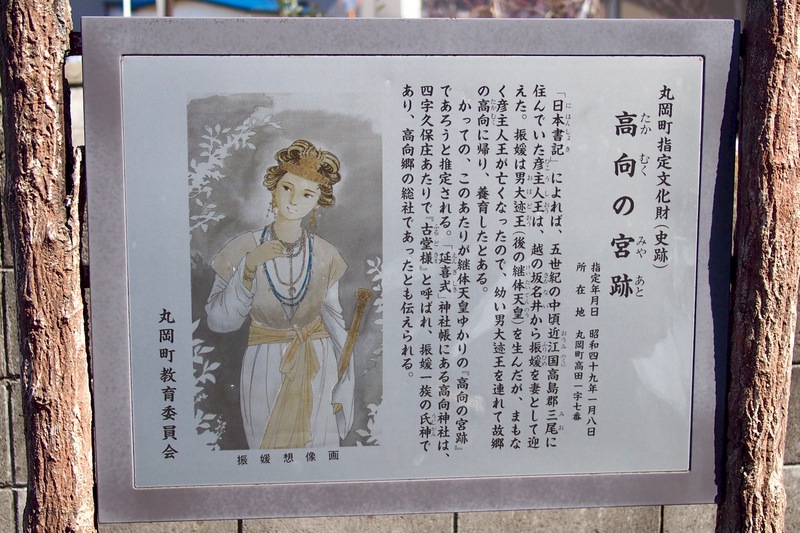 丸岡町指定文化財(史跡)
高向の宮跡
たか むく みや あと
指定年月日 昭和四十九年一月八日
所在地 丸岡町高田一字七番
「日本書記」によれば、五世紀の中頃近江国高島郡三尾に
住んでいた彦主人王は、越の坂名井から振媛を妻として迎
えた。振媛は男大迹王(後の継体天皇)を生んだが、まもな
く彦主人王が亡くなったので、幼い男大迹王を連れて故郷
の高向に帰り、養育したとある。
かっての、このあたりが継体天皇ゆかりの『高向の宮跡』
であろうと推定される。「延喜式」神社帳にある高向神社は、
四字久保庄あたりで『古堂様』と呼ばれ、振媛一族の氏神で
あり、高向郷の総社であったとも伝えられる。
振媛想像画
丸岡町教育委員会